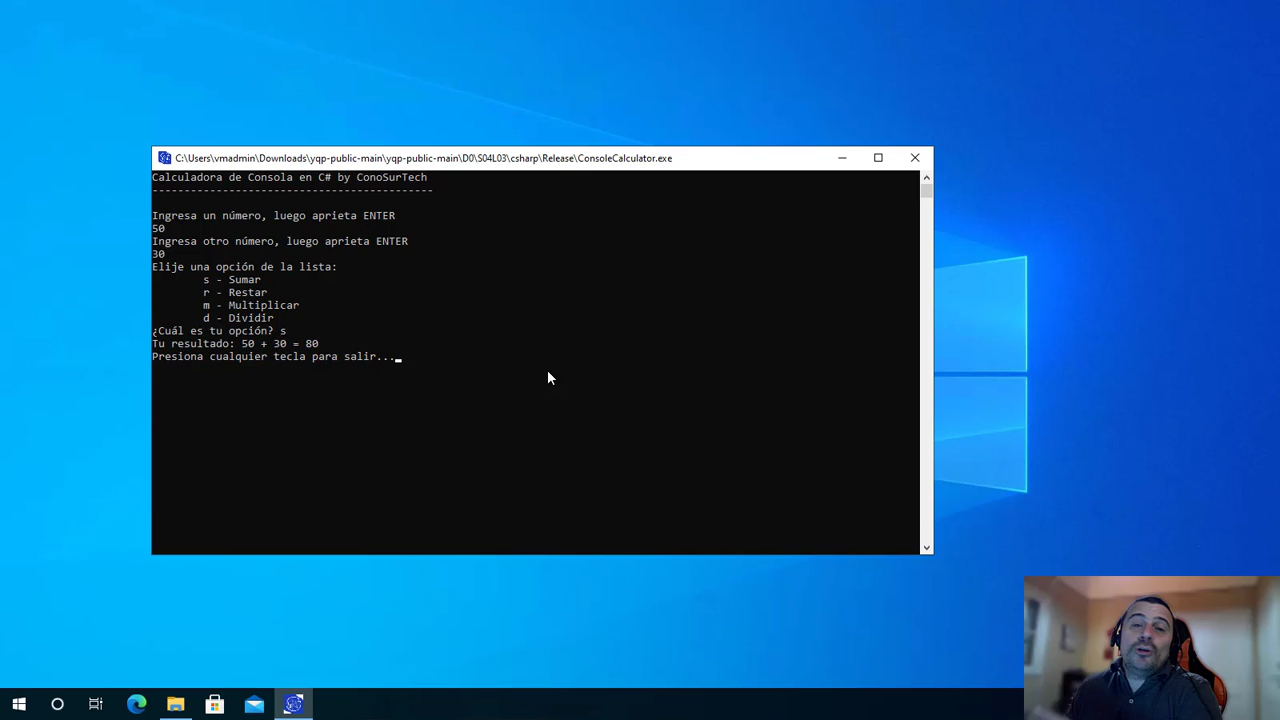 C:\Users\vmadmin\Downloads\yqp-public-main\yqp-public-main\D0\S04L03\csharp\Release\ConsoleCalculator.exe
Calculadora de Consola en C# by ConoSurTech
--------------------------------------------
Ingresa un número, luego aprieta ENTER
50
Ingresa otro número, luego aprieta ENTER
30
Elije una opción de la lista:
s - Sumar
r - Restar
m - Multiplicar
d - Dividir
¿Cuál es tu opción? s
Tu resultado: 50 + 30 = 80
Presiona cualquier tecla para salir..._